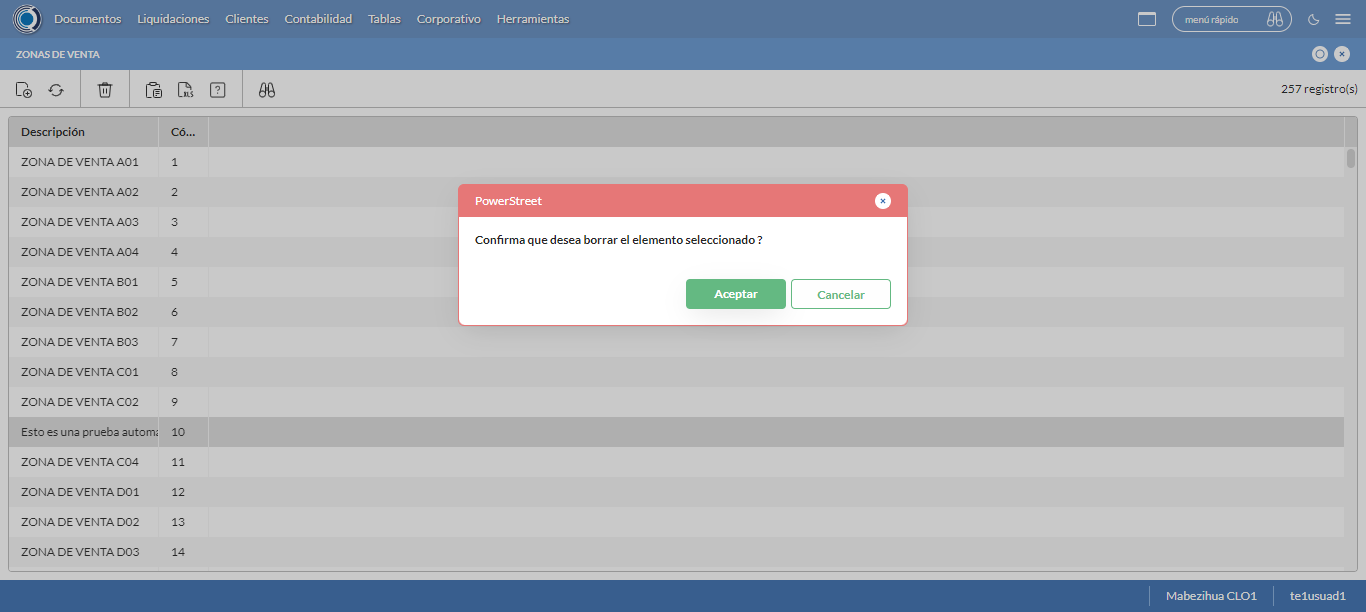 Documentos Liquidaciones Clientes Contabilidad Tablas Corporativo Herramientas menú rápido
ZONAS DE VENTA
XLS ? 257 registro(s)
Descripción Có...
ZONA DE VENTA A01 1
ZONA DE VENTA A02 2
ZONA DE VENTA A03 3
ZONA DE VENTA A04 4
ZONA DE VENTA B01 5
ZONA DE VENTA B02 6
ZONA DE VENTA B03 7
ZONA DE VENTA C01 8
ZONA DE VENTA C02 9
Esto es una prueba automa 10
ZONA DE VENTA C04 11
ZONA DE VENTA D01 12
ZONA DE VENTA D02 13
ZONA DE VENTA D03 14
PowerStreet
Confirma que desea borrar el elemento seleccionado ?
Aceptar Cancelar
Mabezihua CLO1 te1usuad1